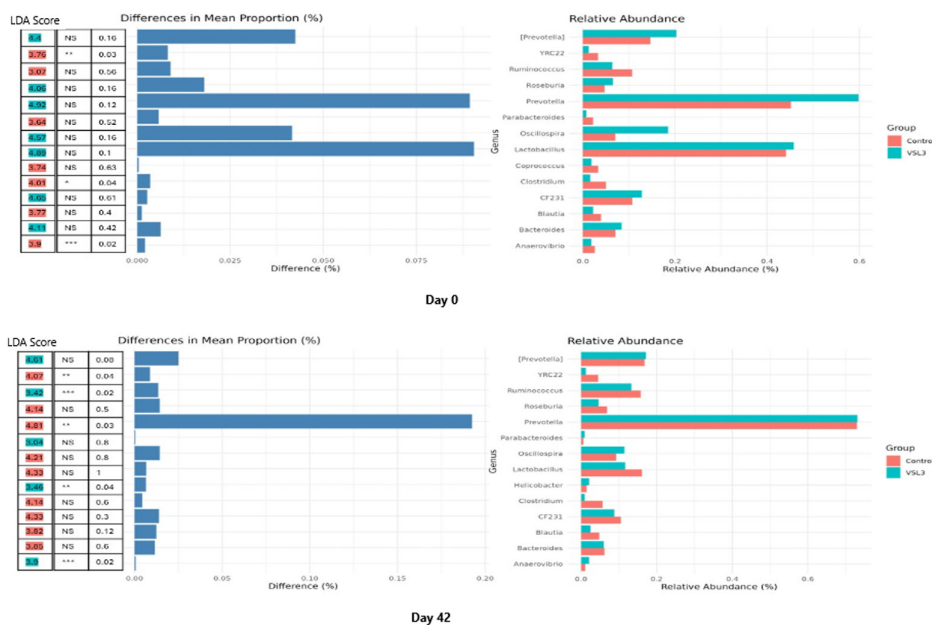 LDA Score Differences in Mean Proportion (%) Relative Abundance
4.4 NS 0.16 [Prevotella]
3.76 ** 0.03 YRC22
3.07 NS 0.56 Ruminococcus
4.06 NS 0.16 Roseburia
4.92 NS 0.12 Prevotella
3.64 NS 0.52 Parabacteroides
4.57 NS 0.16 Oscillospira
4.89 NS 0.1 Lactobacillus
3.74 NS 0.63 Coprococcus
4.01 * 0.04 Clostridium
4.65 NS 0.61 CF231
3.77 NS 0.4 Blautia
4.11 NS 0.42 Bacteroides
3.9 *** 0.02 Anaerovibrio
Genus
Group
Contro
VSL3
0.000 0.025 0.050 0.075 0.0 0.2 0.4 0.6
Difference (%) Relative Abundance (%)
Day 0
LDA Score Differences in Mean Proportion (%) Relative Abundance
4.61 NS 0.08 [Prevotella]
4.07 ** 0.04 YRC22
3.42 *** 0.02 Ruminococcus
4.14 NS 0.5 Roseburia
4.81 ** 0.03 Prevotella
3.04 NS 0.8 Parabacteroides
4.21 NS 0.8 Oscillospira
4.33 NS 1 Lactobacillus
3.46 ** 0.04 Helicobacter
4.14 NS 0.6 Clostridium
4.33 NS 0.3 CF231
3.82 NS 0.12 Blautia
3.85 NS 0.6 Bacteroides
3.9 *** 0.02 Anaerovibrio
Genus
Group
Contro
VSL3
0.00 0.05 0.10 0.15 0.20 0.0 0.2 0.4 0.6
Difference (%) Relative Abundance (%)
Day 42